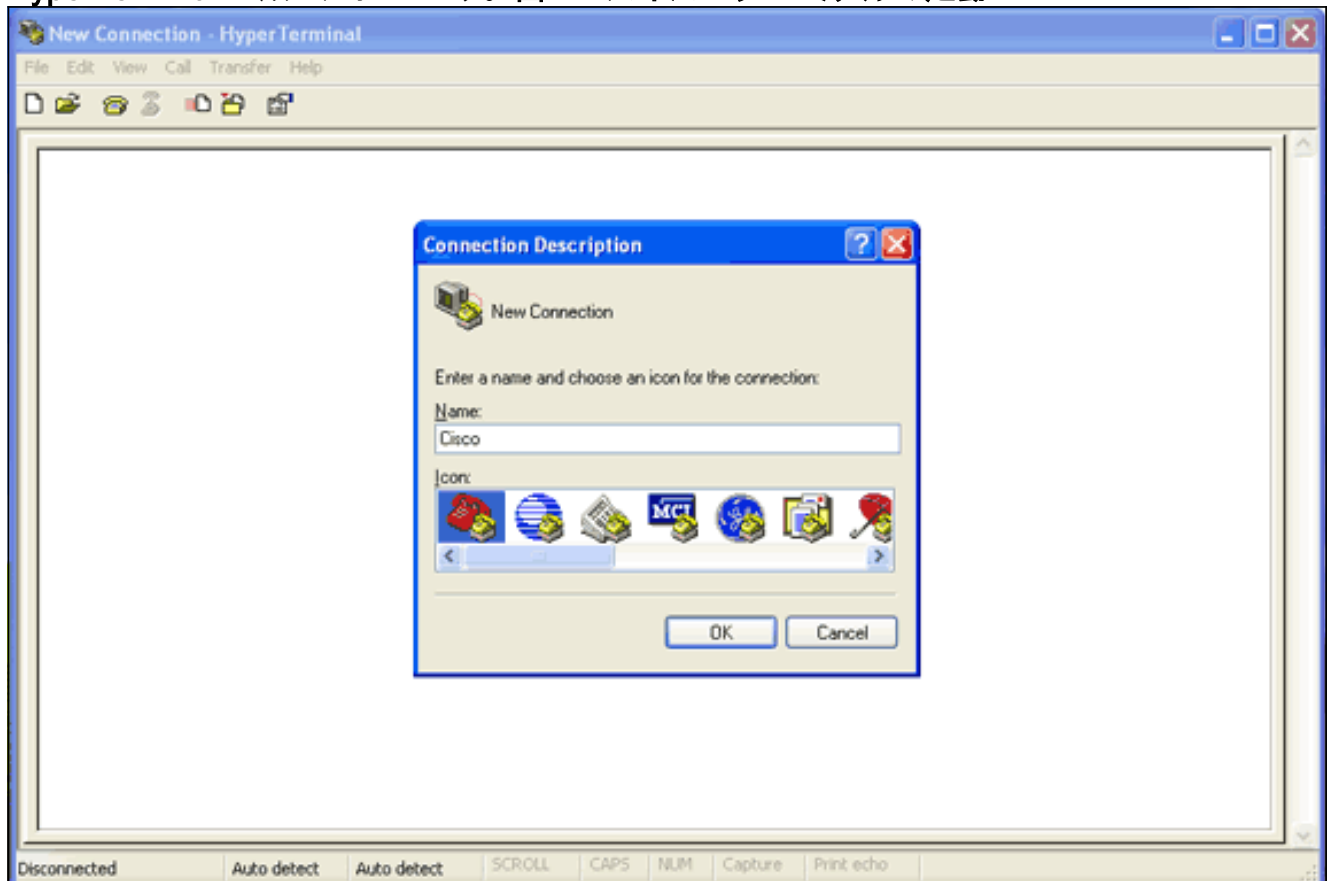 New Connection - HyperTerminal
File Edit View Call Transfer Help
Connection Description
New Connection
Enter a name and choose an icon for the connection:
Name:
Cisco
Icon:
MCI
OK Cancel
Disconnected Auto detect Auto detect SCROLL CAPS NUM Capture Print echo